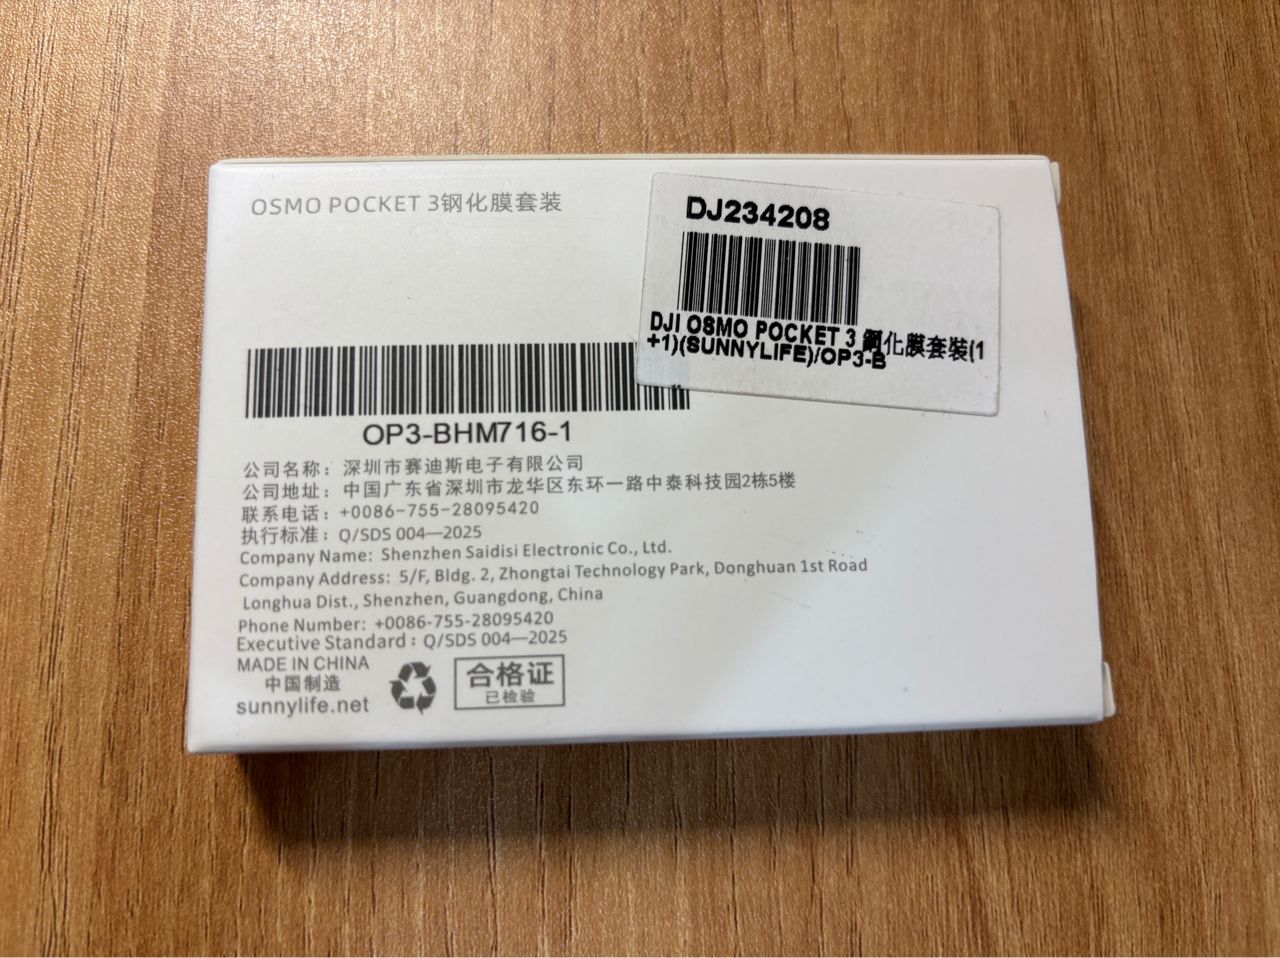 OSMO POCKET 3钢化膜套装
DJ234208
DJI OSMO POCKET 3 鋼化膜套裝(1
+1)(SUNNYLIFE)/OP3-B
OP3-BHM716-1
公司名称：深圳市赛迪斯电子有限公司
公司地址：中国广东省深圳市龙华区东环一路中泰科技园2栋5楼
联系电话：+0086-755-28095420
执行标准：Q/SDS 004—2025
Company Name: Shenzhen Saidisi Electronic Co., Ltd.
Company Address: 5/F, Bldg. 2, Zhongtai Technology Park, Donghuan 1st Road
Longhua Dist., Shenzhen, Guangdong, China
Phone Number: +0086-755-28095420
Executive Standard：Q/SDS 004—2025
MADE IN CHINA
中国制造
sunnylife.net
合格证
已检验